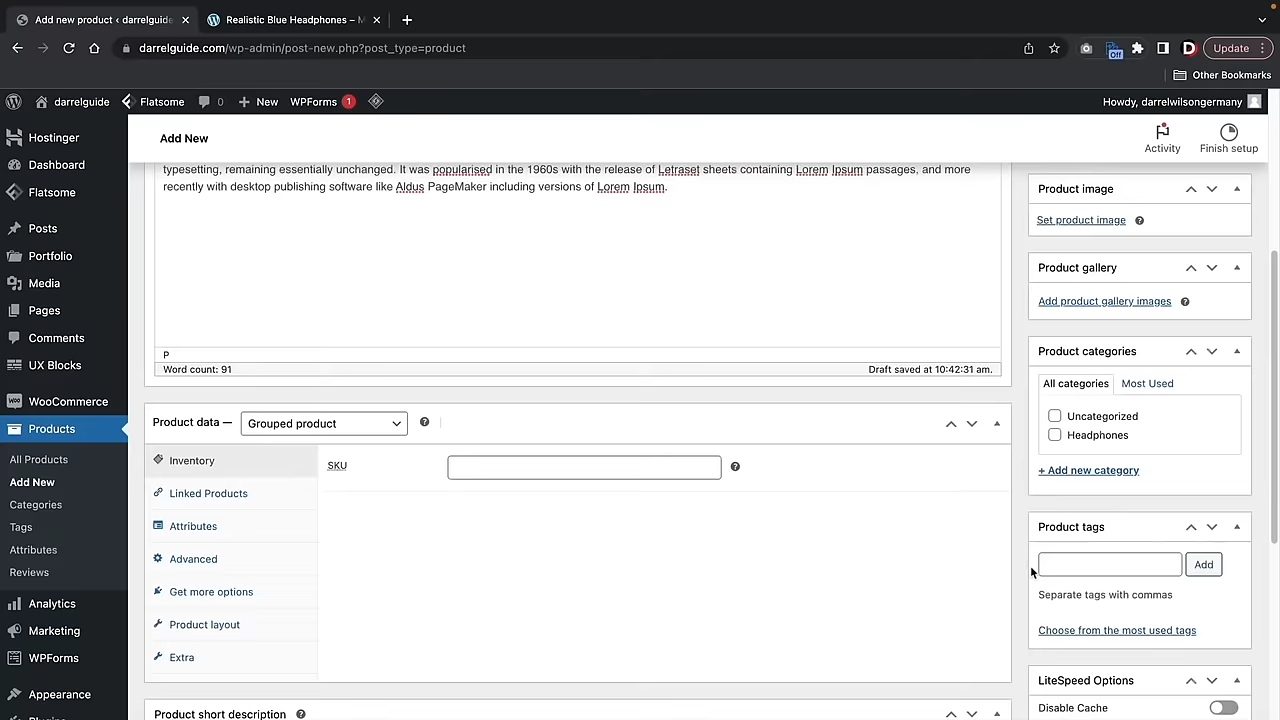 Add new product ‹ darrelguide
Realistic Blue Headphones – M
darrelguide.com/wp-admin/post-new.php?post_type=product
Off
D
Update
Other Bookmarks
darrelguide
Flatsome
0
New
WPForms
1
Howdy, darrelwilsongermany
Hostinger
Dashboard
Flatsome
Posts
Portfolio
Media
Pages
Comments
UX Blocks
WooCommerce
Products
All Products
Add New
Categories
Tags
Attributes
Reviews
Analytics
Marketing
WPForms
Appearance
Add New
Activity
Finish setup
typesetting, remaining essentially unchanged. It was popularised in the 1960s with the release of Letraset sheets containing Lorem Ipsum passages, and more
recently with desktop publishing software like Aldus PageMaker including versions of Lorem Ipsum.
P
Word count: 91
Draft saved at 10:42:31 am.
Product data —
Grouped product
Inventory
Linked Products
Attributes
Advanced
Get more options
Product layout
Extra
SKU
Product short description
Product image
Set product image
Product gallery
Add product gallery images
Product categories
All categories
Most Used
Uncategorized
Headphones
+ Add new category
Product tags
Add
Separate tags with commas
Choose from the most used tags
LiteSpeed Options
Disable Cache